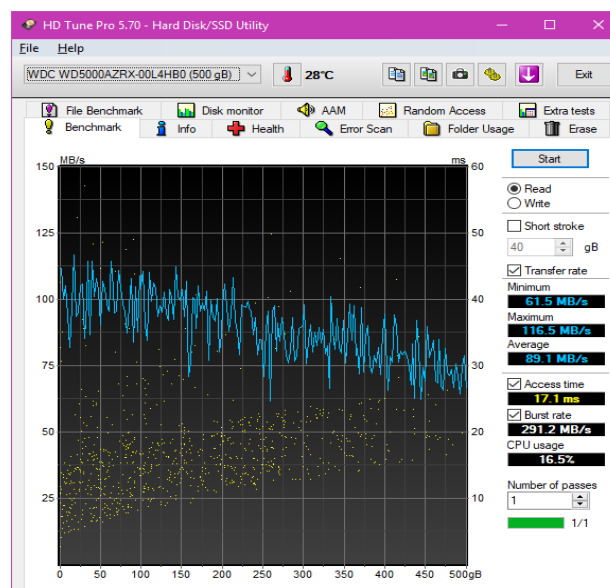 HD Tune Pro 5.70 - Hard Disk/SSD Utility
File Help
WDC WD5000AZRX-00L4HB0 (500 gB) 28°C Exit
File Benchmark Disk monitor AAM Random Access Extra tests
Benchmark Info Health Error Scan Folder Usage Erase
MB/s ms
150
125
100
75
50
25
60
50
40
30
20
10
0 50 100 150 200 250 300 350 400 450 500gB
Start
Read
Write
Short stroke
40 gB
Transfer rate
Minimum
61.5 MB/s
Maximum
116.5 MB/s
Average
89.1 MB/s
Access time
17.1 ms
Burst rate
291.2 MB/s
CPU usage
16.5%
Number of passes
1
1/1